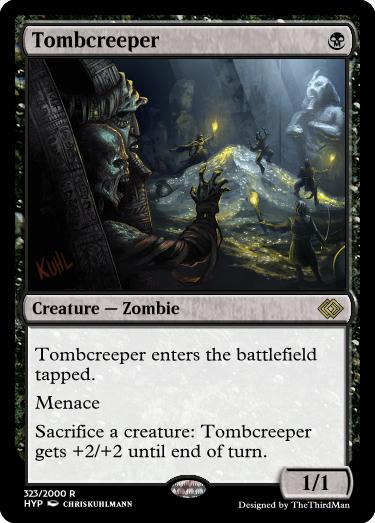 Tombcreeper
KUHL
Creature — Zombie
Tombcreeper enters the battlefield
tapped.
Menace
Sacrifice a creature: Tombcreeper
gets +2/+2 until end of turn.
1/1
323/2000 R
HYP CHRISKUHLMANN
Designed by TheThirdMan